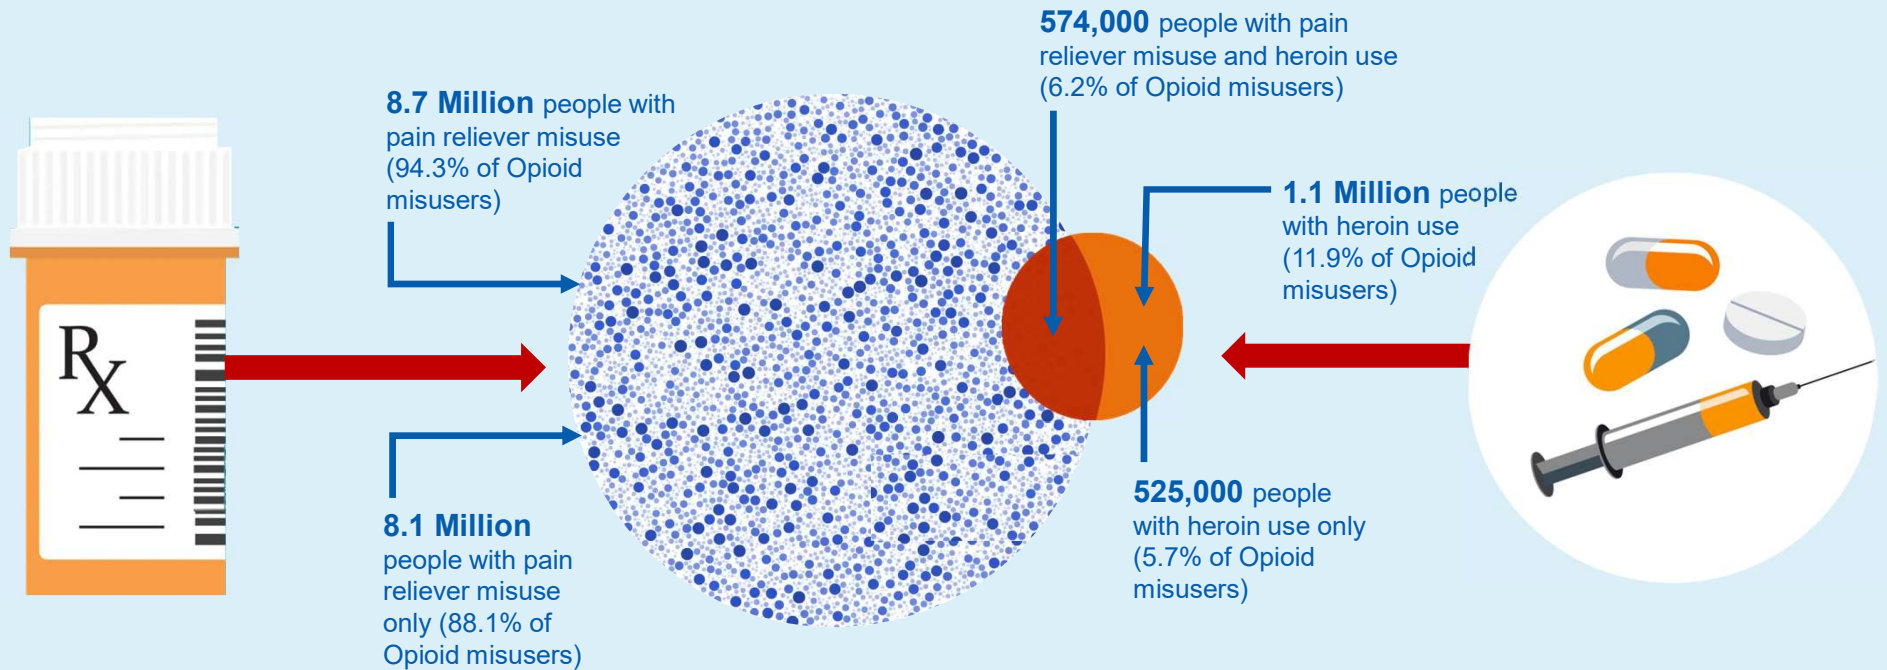 574,000 people with pain
reliever misuse and heroin use
(6.2% of Opioid misusers)
8.7 Million people with
pain reliever misuse
(94.3% of Opioid
misusers)
1.1 Million people
with heroin use
(11.9% of Opioid
misusers)
Rx
8.1 Million
people with pain
reliever misuse
only (88.1% of
Opioid misusers)
525,000 people
with heroin use only
(5.7% of Opioid
misusers)